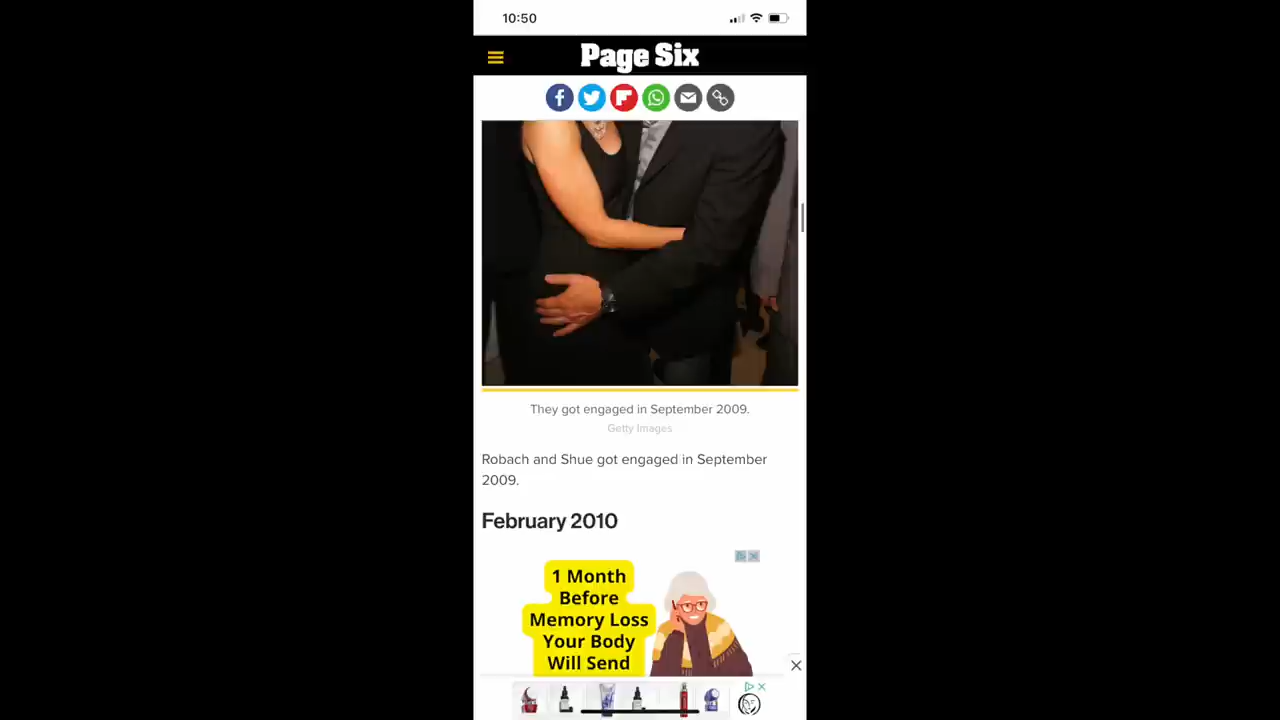 10:50
Page Six
They got engaged in September 2009.
Getty Images
Robach and Shue got engaged in September
2009.
February 2010
1 Month
Before
Memory Loss
Your Body
Will Send